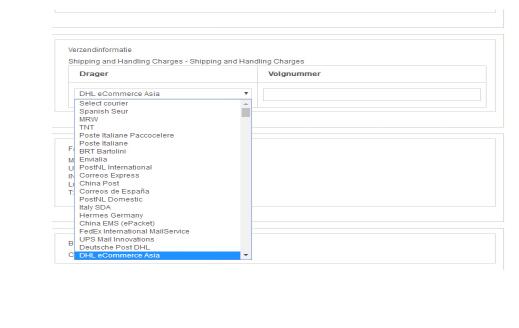 Verzendinformatie
Shipping and Handling Charges - Shipping and Handling Charges
Drager Volgnummer
DHL eCommerce Asia
Select courier
Spanish Seur
MRW
TNT
Poste Italiane Paccocelere
Poste Italiane
BRT Bartolini
Envialia
PostNL International
Correos Express
China Post
Correos de España
PostNL Domestic
Italy SDA
Hermes Germany
China EMS (ePacket)
FedEx International MailService
UPS Mail Innovations
Deutsche Post DHL
DHL eCommerce Asia